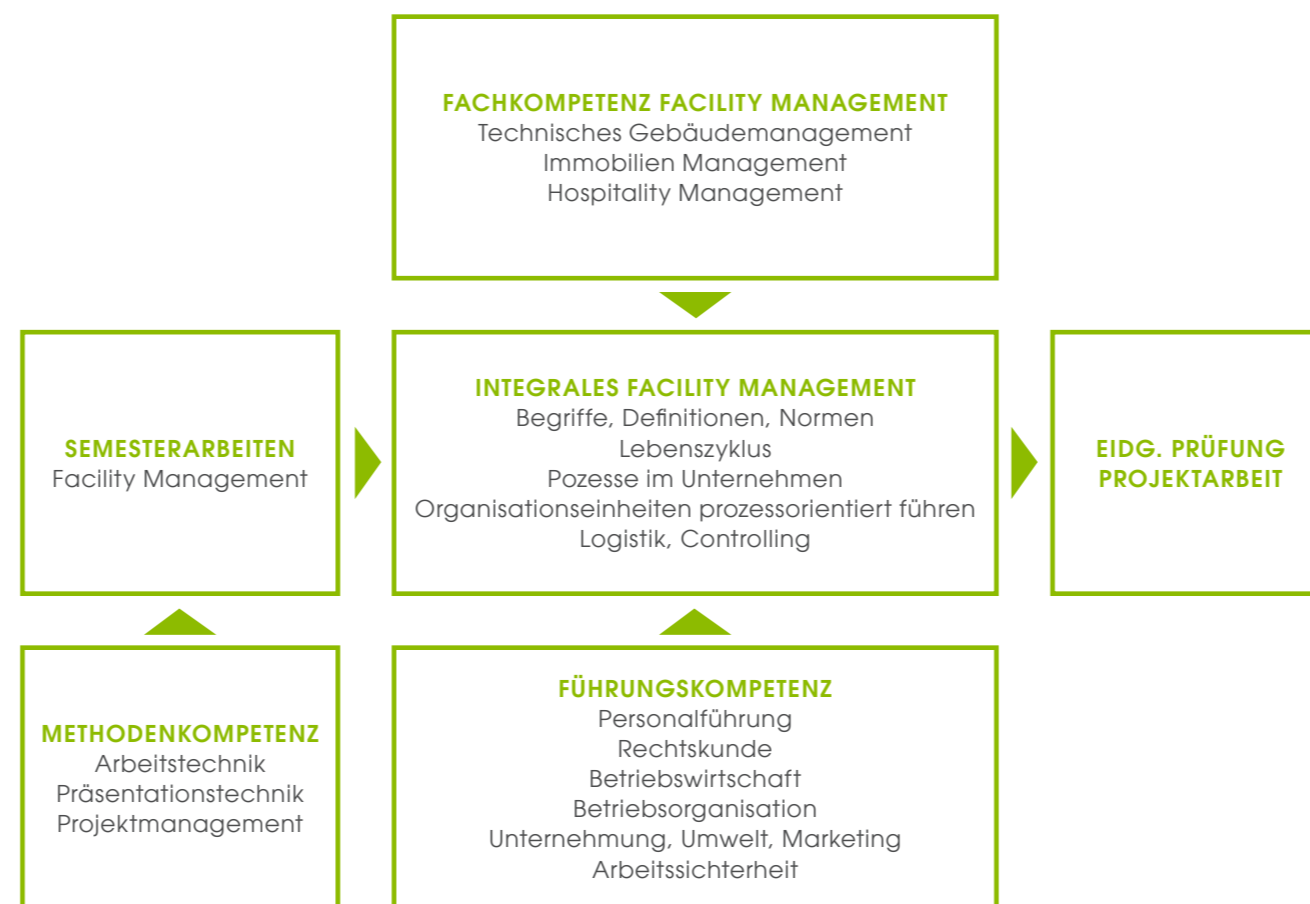 FACHKOMPETENZ FACILITY MANAGEMENT
Technisches Gebäudemanagement
Immobilien Management
Hospitality Management
SEMESTERARBEITEN
Facility Management
INTEGRALES FACILITY MANAGEMENT
Begriffe, Definitionen, Normen
Lebenszyklus
Pozesse im Unternehmen
Organisationseinheiten prozessorientiert führen
Logistik, Controlling
EIDG. PRÜFUNG
PROJEKTARBEIT
METHODENKOMPETENZ
Arbeitstechnik
Präsentationstechnik
Projektmanagement
FÜHRUNGSKOMPETENZ
Personalführung
Rechtskunde
Betriebswirtschaft
Betriebsorganisation
Unternehmung, Umwelt, Marketing
Arbeitssichterheit